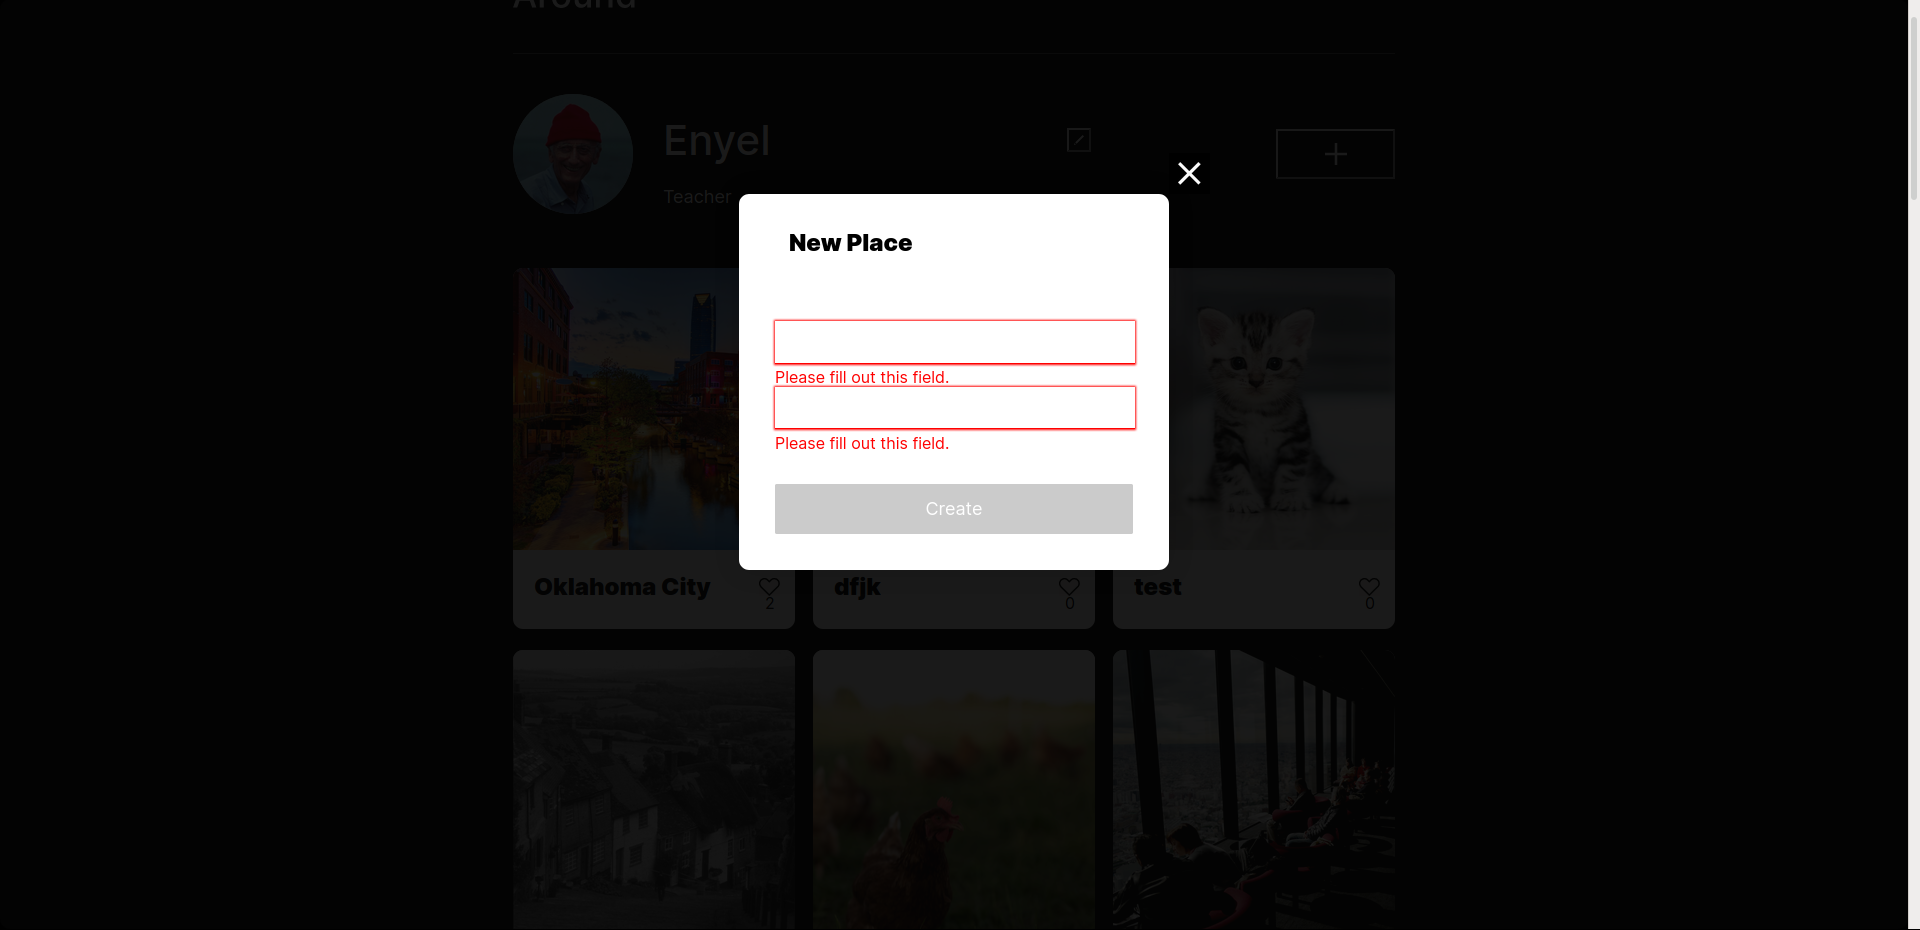 Around
Enyel
Teacher
New Place
Please fill out this field.
Please fill out this field.
Create
Oklahoma City
2
dfjk
0
test
0